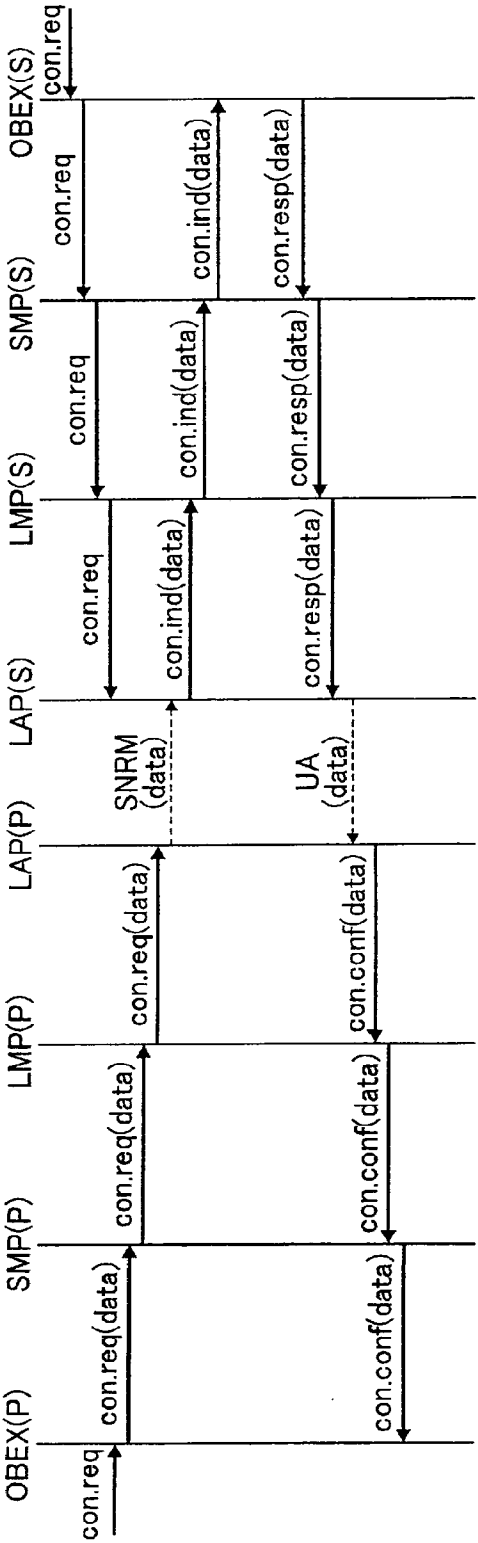 OBEX(P)
SMP(P)
LMP(P)
LAP(P)
LAP(S)
LMP(S)
SMP(S)
OBEX(S)
con.req
con.req
con.req
con.req
con.req
con.req(data)
con.req(data)
con.req(data)
SNRM
(data)
con.ind(data)
con.ind(data)
con.ind(data)
con.resp(data)
con.resp(data)
con.resp(data)
UA
(data)
con.conf(data)
con.conf(data)
con.conf(data)